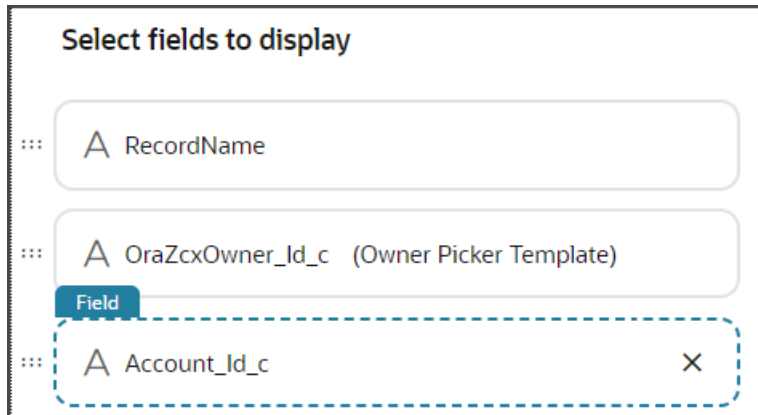 Select fields to display
A RecordName
A OraZcxOwner_Id_c (Owner Picker Template)
Field
A Account_Id_c